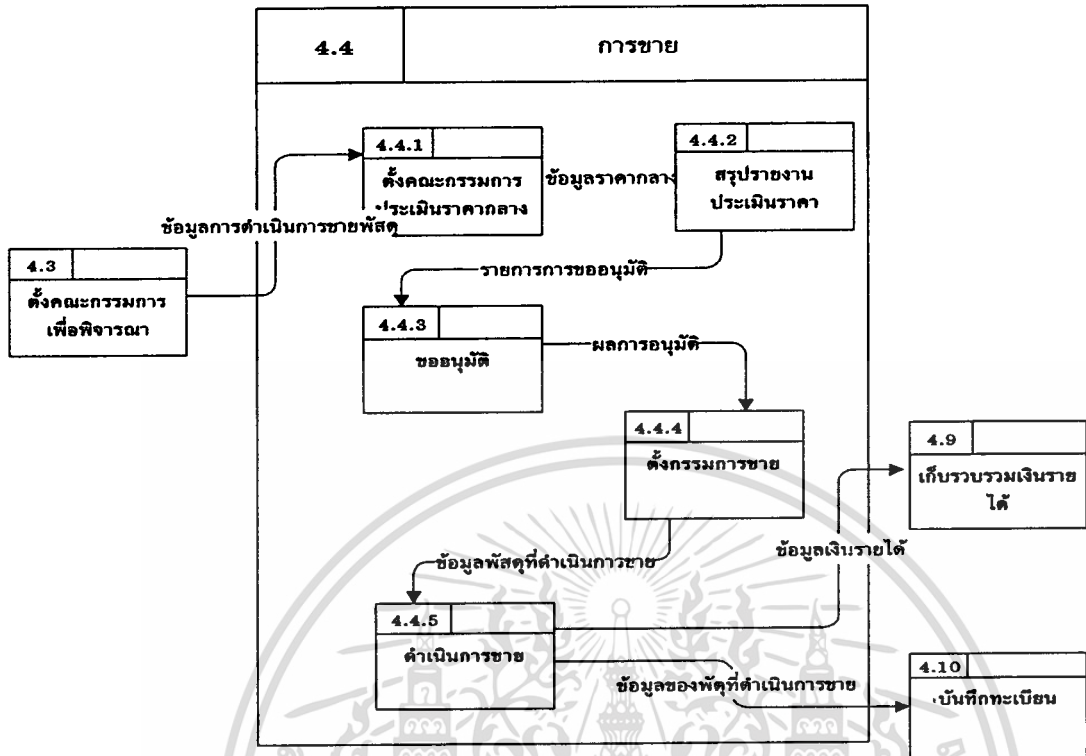 4.4
การขาย
4.4.1
ตั้งคณะกรรมการ
ประเมินราคากลาง
ข้อมูลราคากลาง
4.4.2
สรุปรายงาน
ประเมินราคา
ข้อมูลการดำเนินการขายพัสดุ
4.3
ตั้งคณะกรรมการ
เพื่อพิจารณา
รายการการขออนุมัติ
4.4.3
ขออนุมัติ
ผลการอนุมัติ
4.4.4
ตั้งกรรมการขาย
4.9
เก็บรวบรวมเงินราย
ได้
ข้อมูลเงินรายได้
ข้อมูลพัสดุที่ดำเนินการขาย
4.4.5
ดำเนินการขาย
ข้อมูลของพัตุที่ดำเนินการขาย
4.10
บันทึกทะเบียน